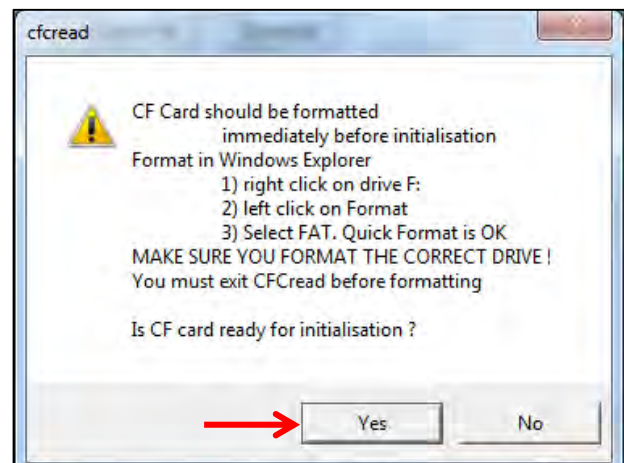 cfcread
CF Card should be formatted
immediately before initialisation
Format in Windows Explorer
1) right click on drive F:
2) left click on Format
3) Select FAT. Quick Format is OK
MAKE SURE YOU FORMAT THE CORRECT DRIVE !
You must exit CFCread before formatting
Is CF card ready for initialisation ?
Yes No